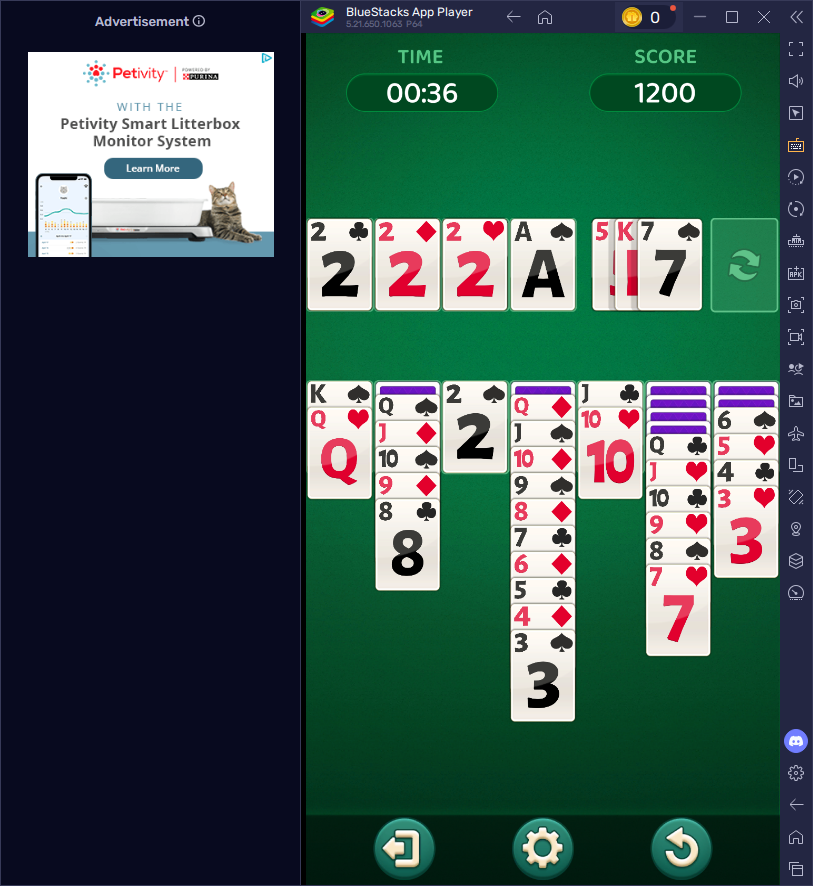 Advertisement
Petivity | POWERED BY PURINA
WITH THE
Petivity Smart Litterbox
Monitor System
Learn More
BlueStacks App Player
5.21.650.1063 P64
0
TIME
SCORE
00:36
1200
2 2 2 A 5 K 7
2 2 2 A 7
K Q 2 Q J Q 6
Q J 2 J 10 J 5
Q 10 10 10 10 4
9 9 9 3
8 8 8 3
8 7 7
6 7
5
4
3
3